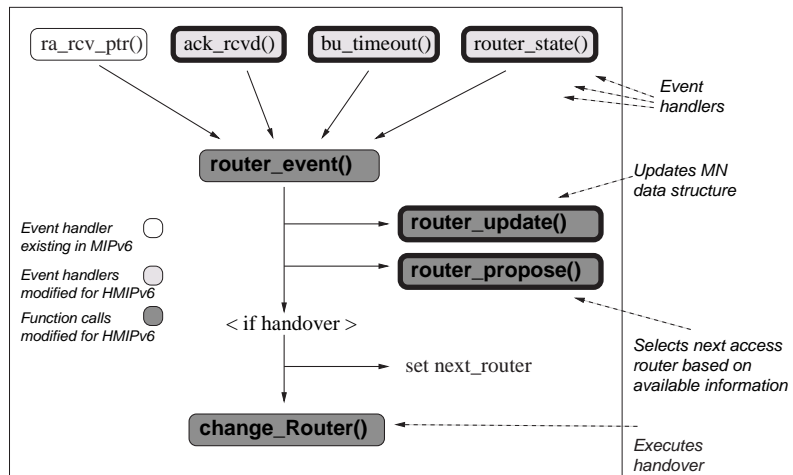 ra_rcv_ptr()
ack_rcvd()
bu_timeout()
router_state()
Event
handlers
router_event()
Updates MN
data structure
router_update()
Event handler
existing in MIPv6
router_propose()
Event handlers
modified for HMIPv6
Function calls
modified for HMIPv6
< if handover >
Selects next access
router based on
available information
set next_router
change_Router()
Executes
handover